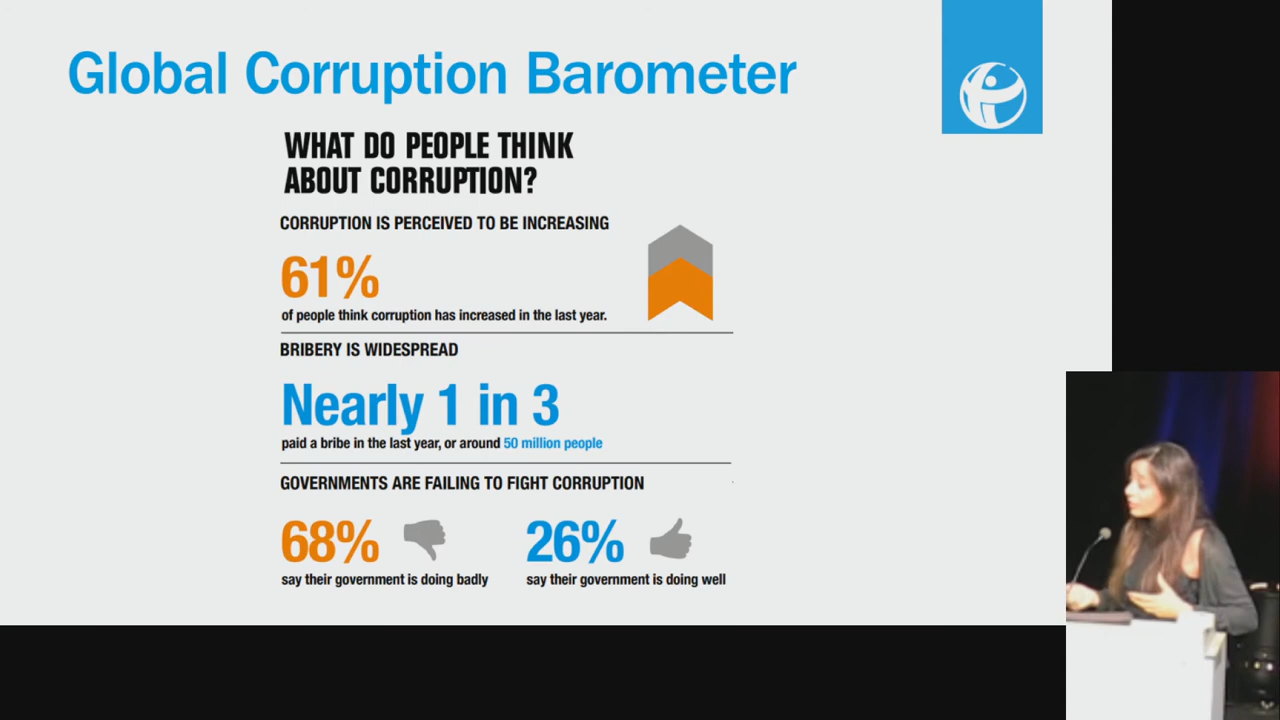 Global Corruption Barometer
WHAT DO PEOPLE THINK
ABOUT CORRUPTION?
CORRUPTION IS PERCEIVED TO BE INCREASING
61%
of people think corruption has increased in the last year.
BRIBERY IS WIDESPREAD
Nearly 1 in 3
paid a bribe in the last year, or around 50 million people
GOVERNMENTS ARE FAILING TO FIGHT CORRUPTION
68% 26%
say their government is doing badly say their government is doing well